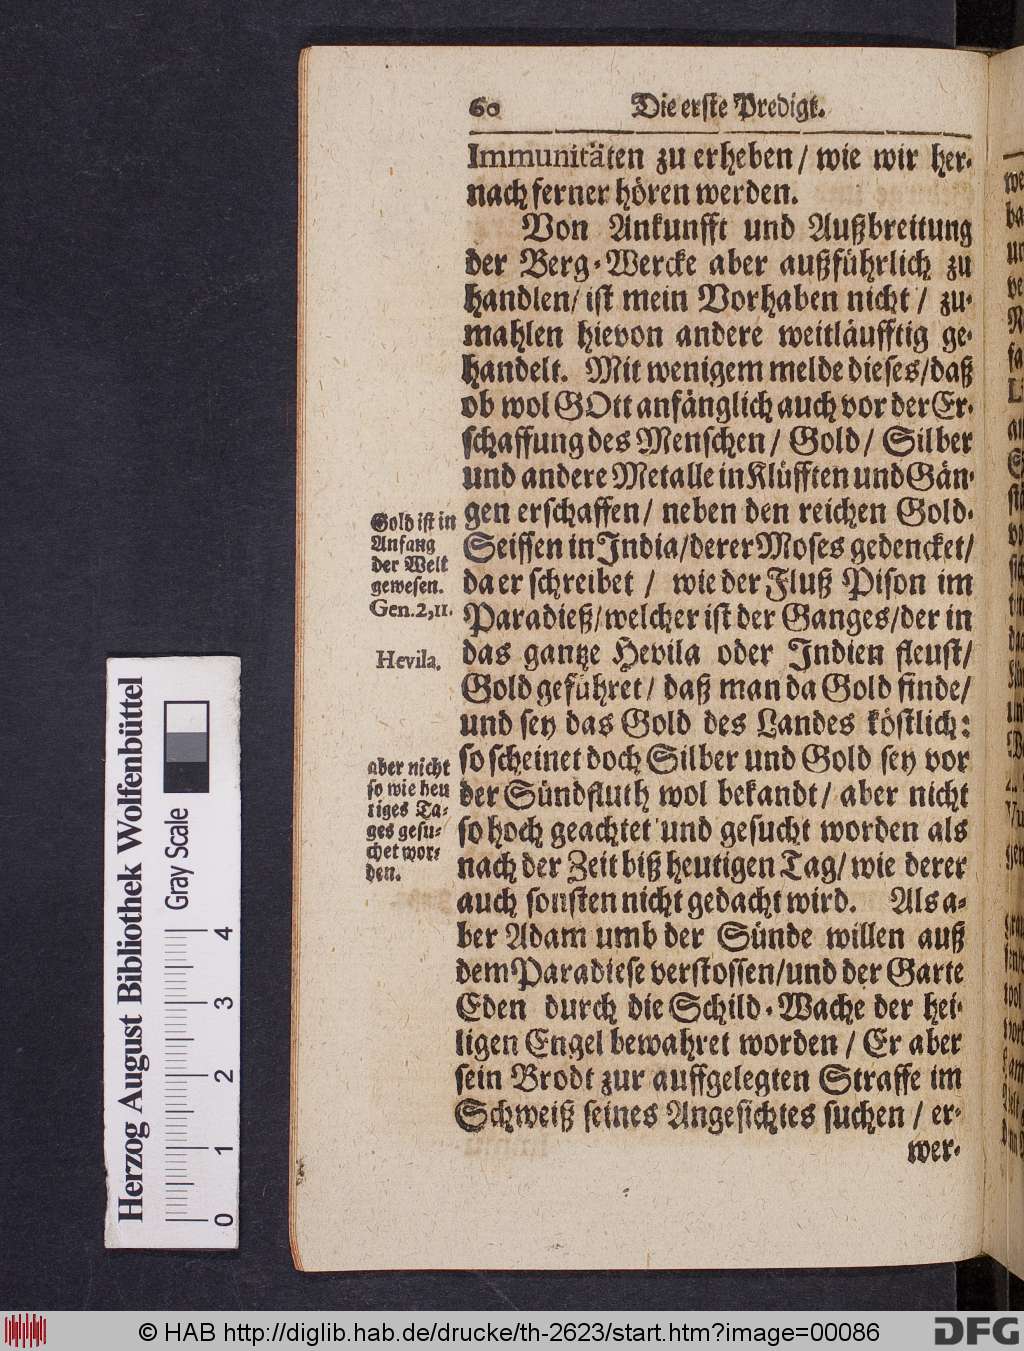 60 Die erste Predigt.
Immunitäten zu erheben / wie wir her-
nach ferner hören werden.
Von Ankunfft und Außbreitung
der Berg-Wercke aber außführlich zu
handlen / ist mein Vorhaben nicht / zu-
mahlen hievon andere weitläufftig ge-
handelt. Mit wenigem melde dieses / daß
ob wol GOtt anfänglich auch vor der Er-
schaffung des Menschen / Gold / Silber
und andere Metalle in Klüfften und Gän-
gen erschaffen / neben den reichen Gold-
Seiffen in India / derer Moses gedencket /
da er schreibet / wie der Fluß Pison im
Paradieß / welcher ist der Ganges / der in
das gantze Hevila oder Indien fleust /
Gold geführet / daß man da Gold finde /
und sey das Gold des Landes köstlich:
so scheinet doch Silber und Gold sey vor
der Sündfluth wol bekandt / aber nicht
so hoch geachtet und gesucht worden als
nach der Zeit biß heutigen Tag / wie derer
auch sonsten nicht gedacht wird. Als a-
ber Adam umb der Sünde willen auß
dem Paradiese verstossen / und der Garte
Eden durch die Schild-Wache der hei-
ligen Engel bewahret worden / Er aber
sein Brodt zur auffgelegten Straffe im
Schweiß seines Angesichtes suchen / er-
wer-
Gold ist in
Anfang
der Welt
gewesen.
Gen. 2, 11.
Hevila.
aber nicht
so wie heu
tiges Ta-
ges gesu-
chet wor-
den.
Herzog August Bibliothek Wolfenbüttel
Gray Scale
0 1 2 3 4
© HAB http://diglib.hab.de/drucke/th-2623/start.htm?image=00086
DFG